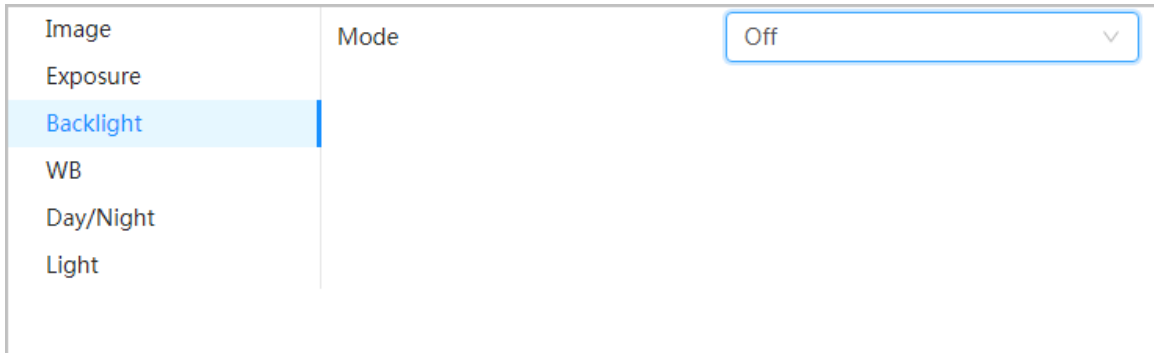 Image
Exposure
Backlight
WB
Day/Night
Light
Mode
Off